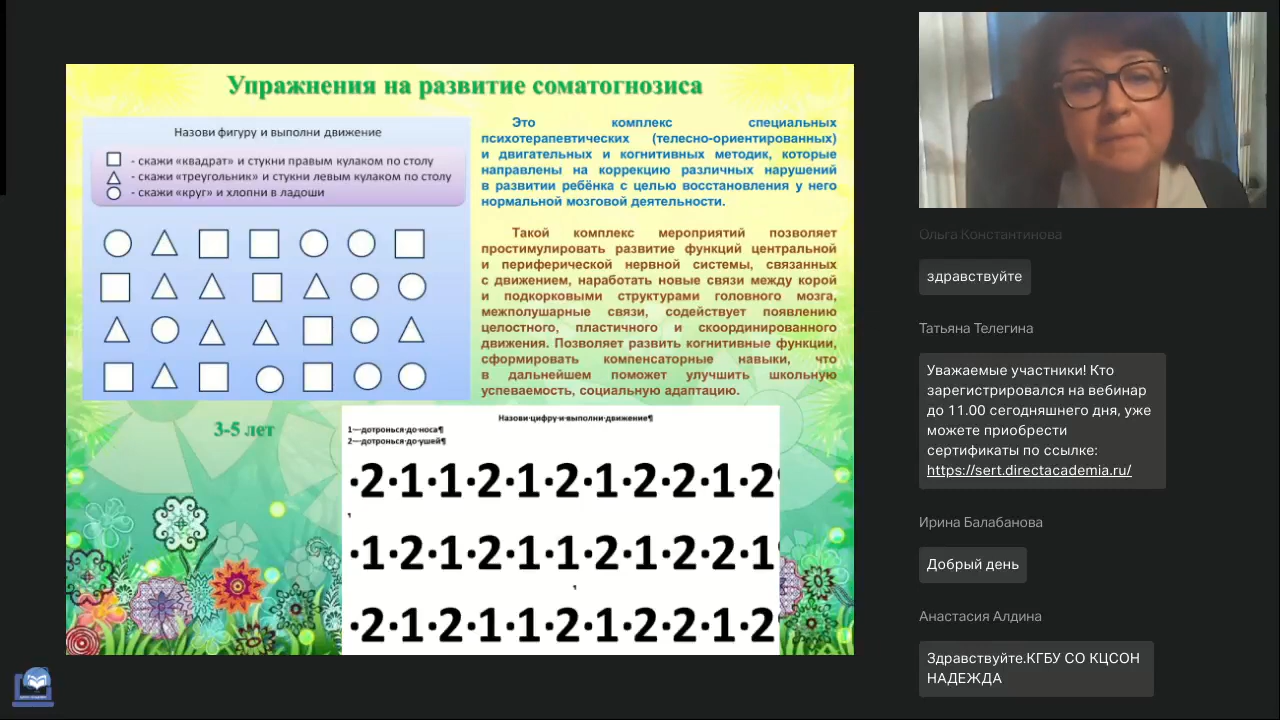 Упражнения на развитие соматогнозиса
Назови фигуру и выполни движение
- скажи «квадрат» и стукни правым кулаком по столу
- скажи «треугольник» и стукни левым кулаком по столу
- скажи «круг» и хлопни в ладоши
Это комплекс специальных
психотерапевтических (телесно-ориентированных)
и двигательных и когнитивных методик, которые
направлены на коррекцию различных нарушений
в развитии ребёнка с целью восстановления у него
нормальной мозговой деятельности.
Такой комплекс мероприятий позволяет
простимулировать развитие функций центральной
и периферической нервной системы, связанных
с движением, наработать новые связи между корой
и подкорковыми структурами головного мозга,
межполушарные связи, содействует появлению
целостного, пластичного и скоординированного
движения. Позволяет развить когнитивные функции,
сформировать компенсаторные навыки, что
в дальнейшем поможет улучшить школьную
успеваемость, социальную адаптацию.
3-5 лет
Назови·цифру·и·выполни·движение¶
1·—·дотронься·до·носа¶
2·—·дотронься·до·ушей¶
·2·1·1·2·1·2·1·2·2·1·2
¶
·1·2·1·2·1·1·2·1·2·2·1
¶
·2·1·2·1·1·2·1·2·2·1·2
Ольга Константинова
здравствуйте
Татьяна Телегина
Уважаемые участники! Кто
зарегистрировался на вебинар
до 11.00 сегодняшнего дня, уже
можете приобрести
сертификаты по ссылке:
https://sert.directacademia.ru/
Ирина Балабанова
Добрый день
Анастасия Алдина
Здравствуйте.КГБУ СО КЦСОН
НАДЕЖДА